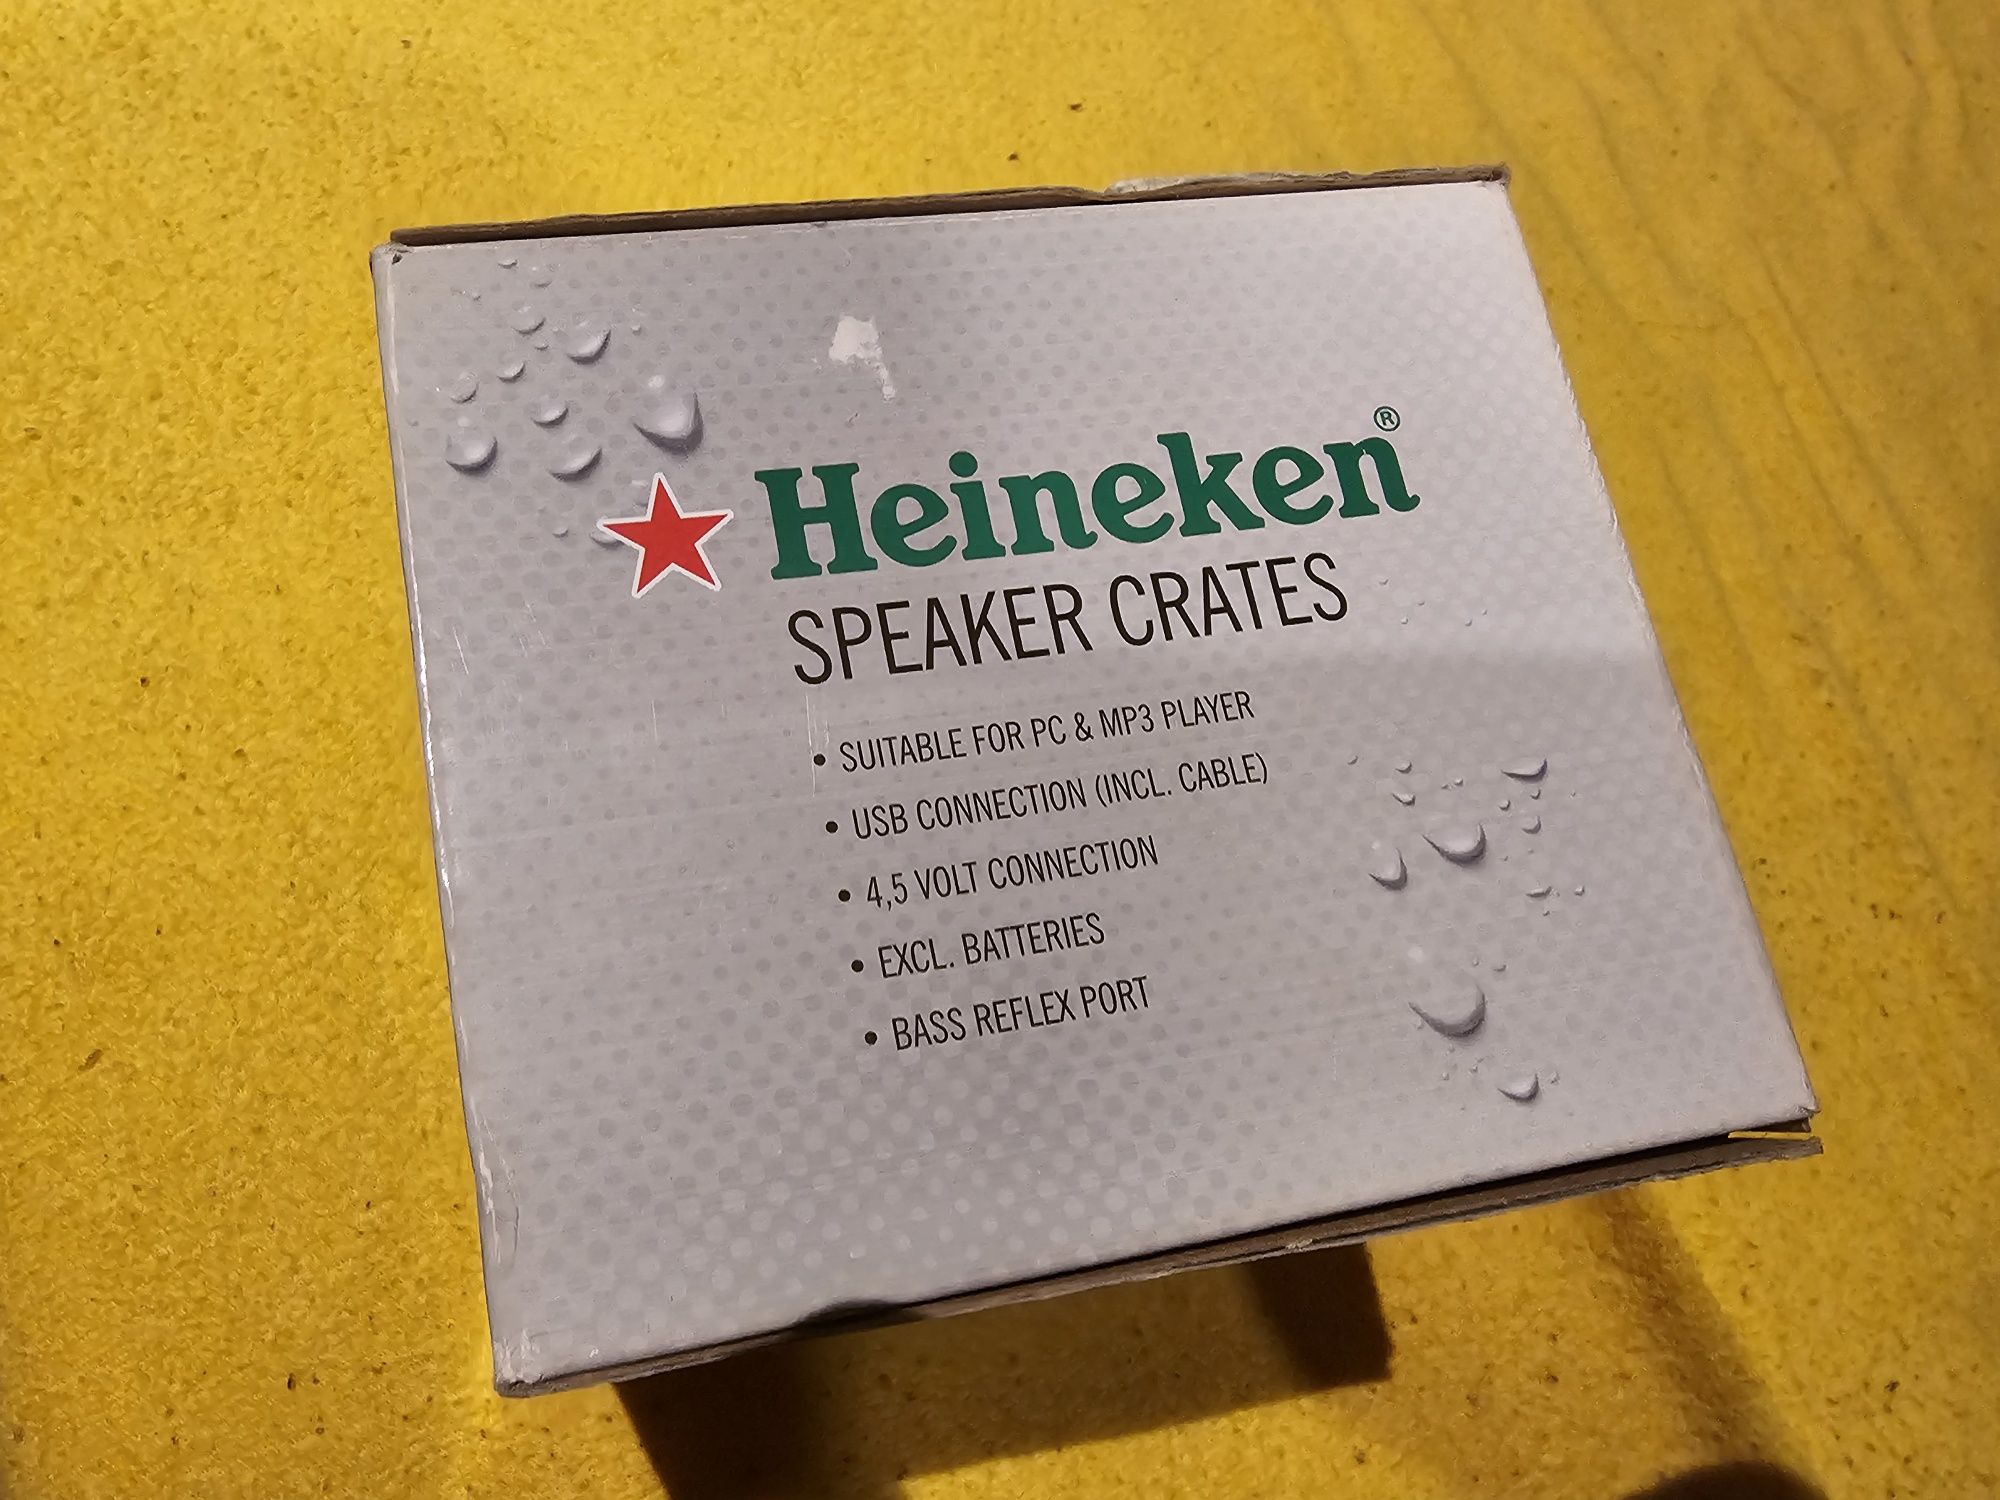 Heineken®
SPEAKER CRATES
• SUITABLE FOR PC & MP3 PLAYER
• USB CONNECTION (INCL. CABLE)
• 4,5 VOLT CONNECTION
• EXCL. BATTERIES
• BASS REFLEX PORT